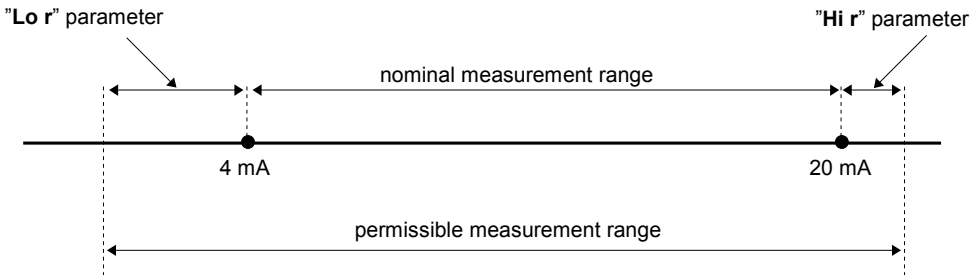 "Lo r" parameter
"Hi r" parameter
nominal measurement range
4 mA
20 mA
permissible measurement range